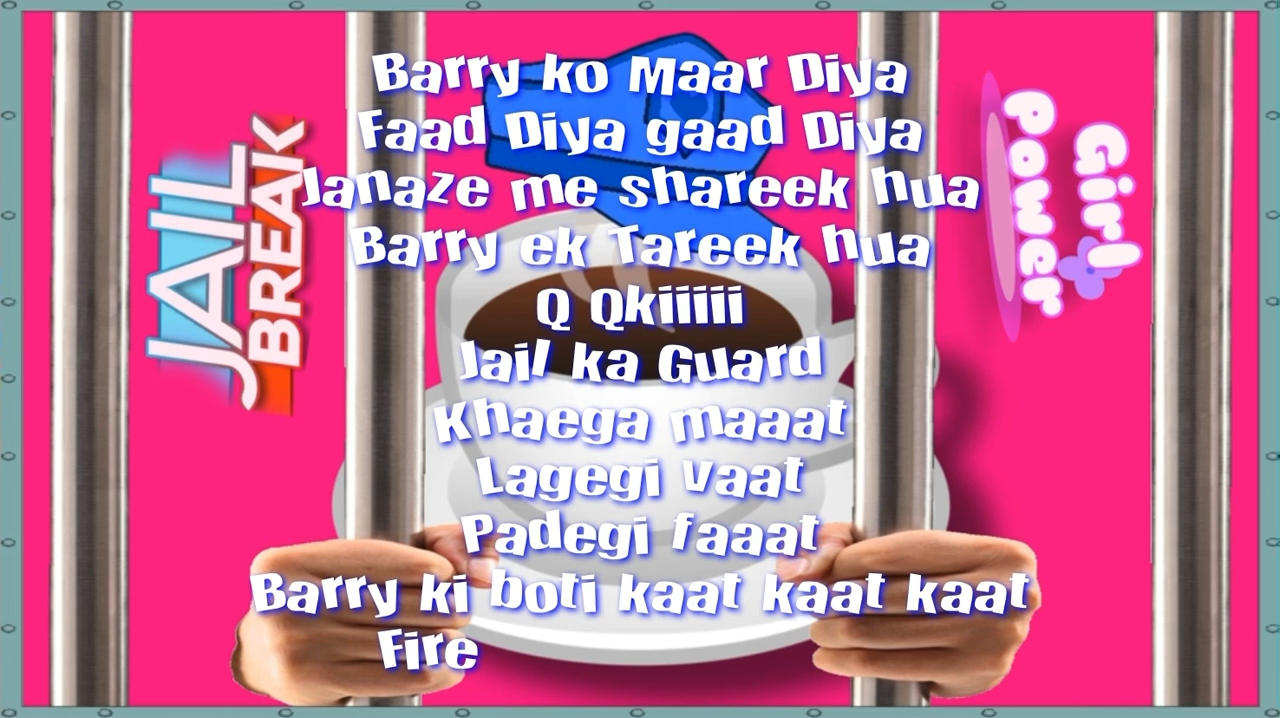 Barry ko Maar Diya
Faad Diya gaad Diya
Janaze me shareek hua
Barry ek Tareek hua
Q Qkiiiii
Jail ka Guard
Khaega maaat
Lagegi vaat
Padegi faaat
Barry ki boti kaat kaat kaat
Fire
JAIL
BREAK
Girl
Power